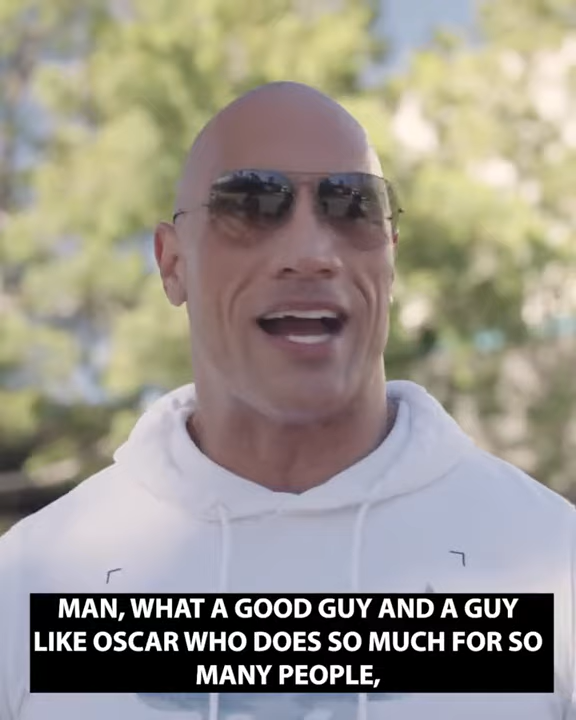 MAN, WHAT A GOOD GUY AND A GUY
LIKE OSCAR WHO DOES SO MUCH FOR SO
MANY PEOPLE,